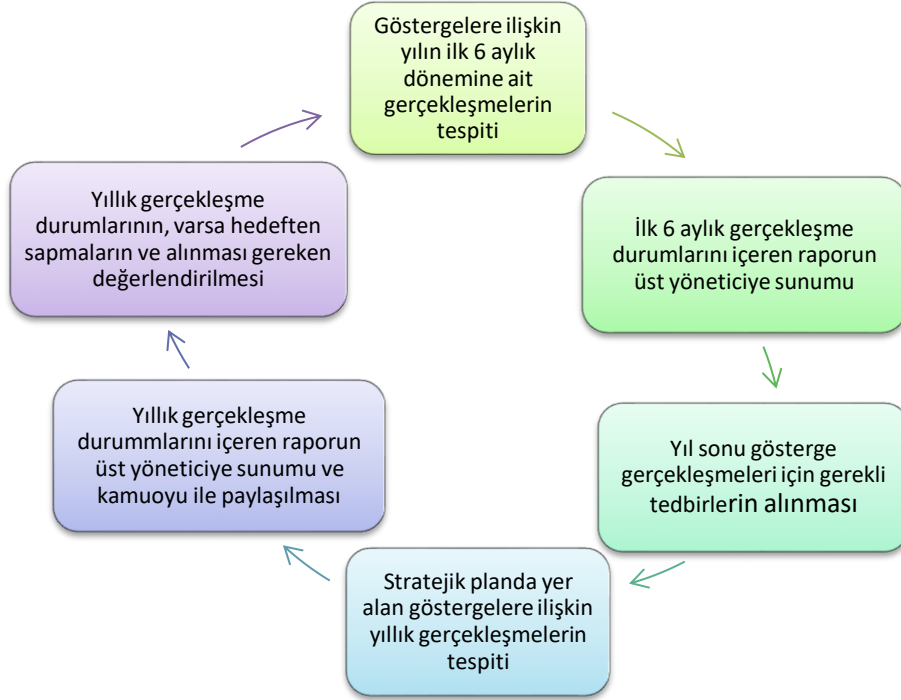 Göstergelere ilişkin
yılın ilk 6 aylık
dönemine ait
gerçekleşmelerin
tespiti
İlk 6 aylık gerçekleşme
durumlarını içeren raporun
üst yöneticiye sunumu
Yıl sonu gösterge
gerçekleşmeleri için gerekli
tedbirlerin alınması
Stratejik planda yer
alan göstergelere ilişkin
yıllık gerçekleşmelerin
tespiti
Yıllık gerçekleşme
durummlarını içeren raporun
üst yöneticiye sunumu ve
kamuoyu ile paylaşılması
Yıllık gerçekleşme
durumlarının, varsa hedeften
sapmaların ve alınması gereken
değerlendirilmesi